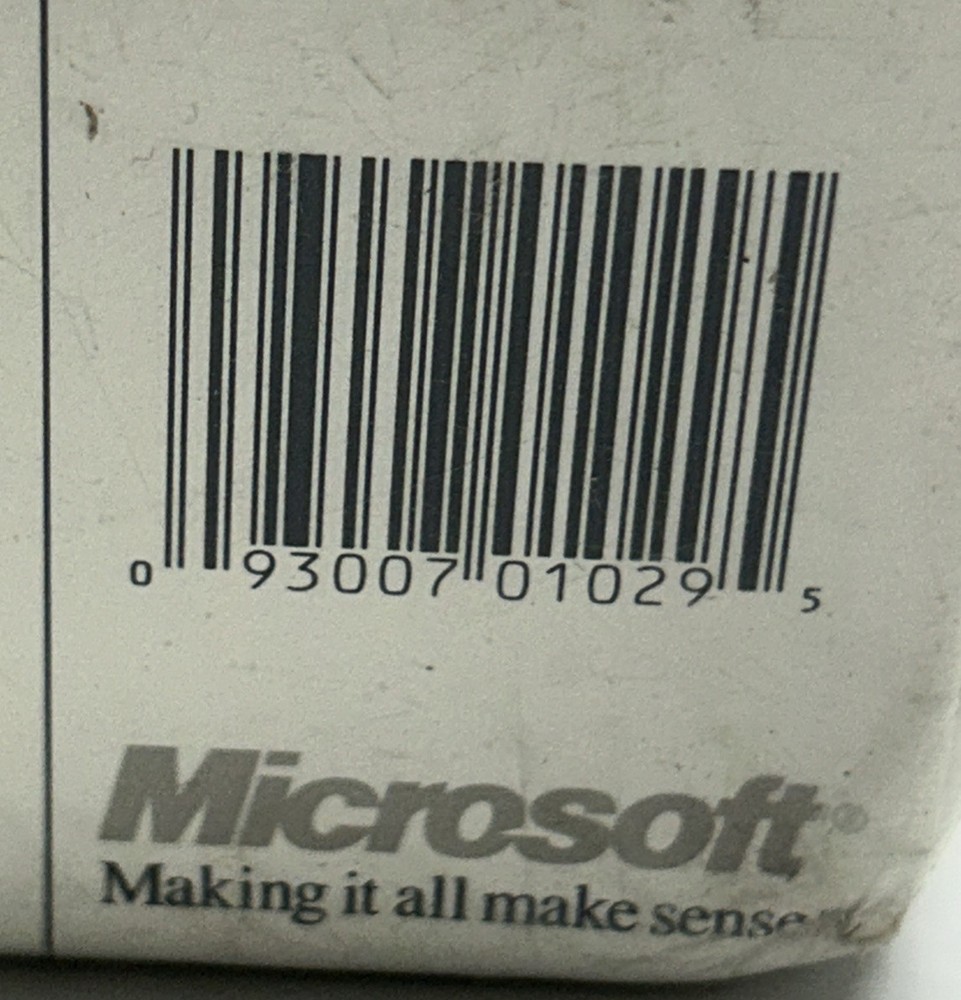 0 93007 01029 5
Microsoft®
Making it all make sense